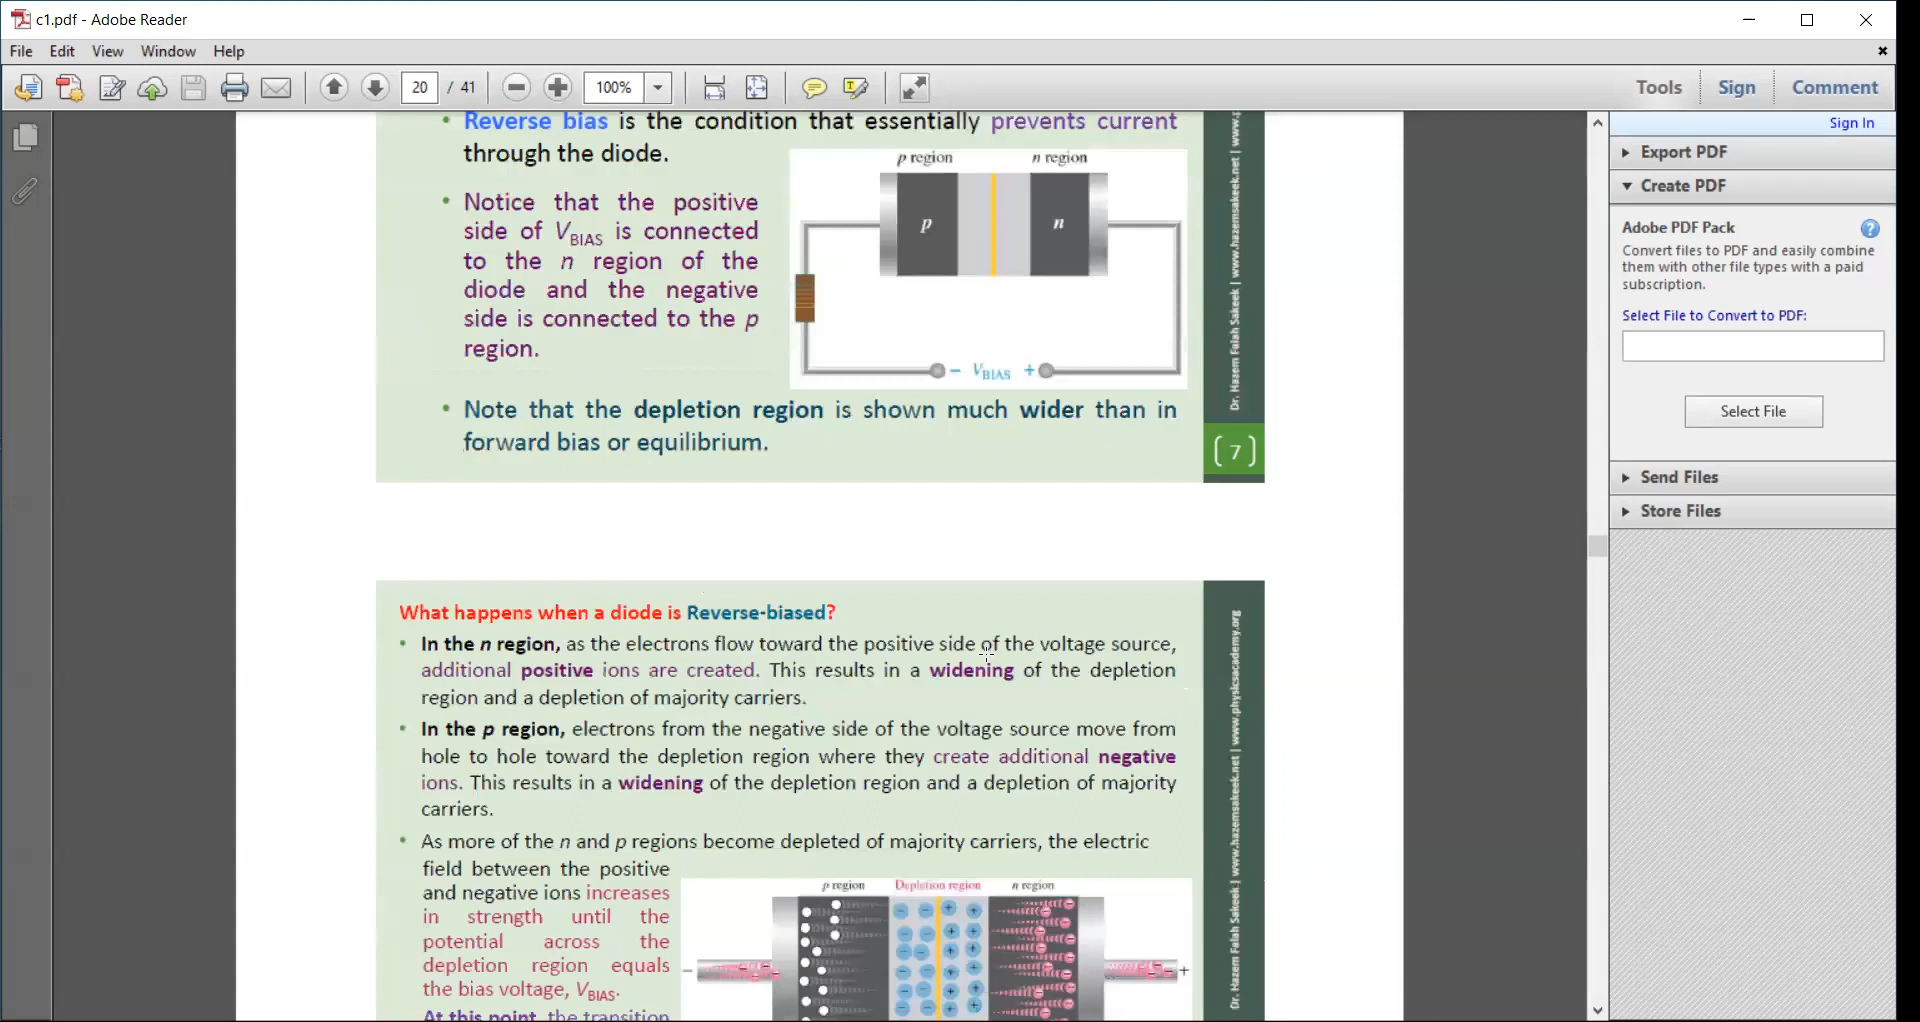 c1.pdf - Adobe Reader
File Edit View Window Help
20 / 41 100% Tools Sign Comment
Sign In
Export PDF
Create PDF
Adobe PDF Pack
Convert files to PDF and easily combine
them with other file types with a paid
subscription.
Select File to Convert to PDF:
Select File
Send Files
Store Files
• Reverse bias is the condition that essentially prevents current
through the diode.
• Notice that the positive
side of VBIAS is connected
to the n region of the
diode and the negative
side is connected to the p
region.
p region n region
p n
− VBIAS +
• Note that the depletion region is shown much wider than in
forward bias or equilibrium.
Dr. Hazem Falah Sakeek | www.hazemsakeek.net | www.
7
What happens when a diode is Reverse-biased?
• In the n region, as the electrons flow toward the positive side of the voltage source,
additional positive ions are created. This results in a widening of the depletion
region and a depletion of majority carriers.
• In the p region, electrons from the negative side of the voltage source move from
hole to hole toward the depletion region where they create additional negative
ions. This results in a widening of the depletion region and a depletion of majority
carriers.
• As more of the n and p regions become depleted of majority carriers, the electric
field between the positive
and negative ions increases
in strength until the
potential across the
depletion region equals
the bias voltage, VBIAS.
At this point, the transition
p region Depletion region n region
− +
Dr. Hazem Falah Sakeek | www.hazemsakeek.net | www.physicsacademy.org